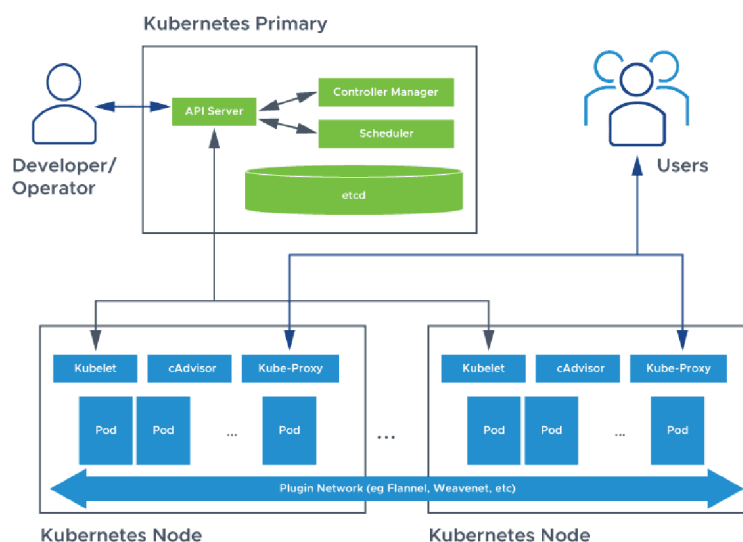 Kubernetes Primary
API Server
Controller Manager
Scheduler
etcd
Developer/
Operator
Users
Kubelet
cAdvisor
Kube-Proxy
Pod
Pod
...
Pod
...
Kubelet
cAdvisor
Kube-Proxy
Pod
Pod
...
Pod
Plugin Network (eg Flannel, Weavenet, etc)
Kubernetes Node
Kubernetes Node